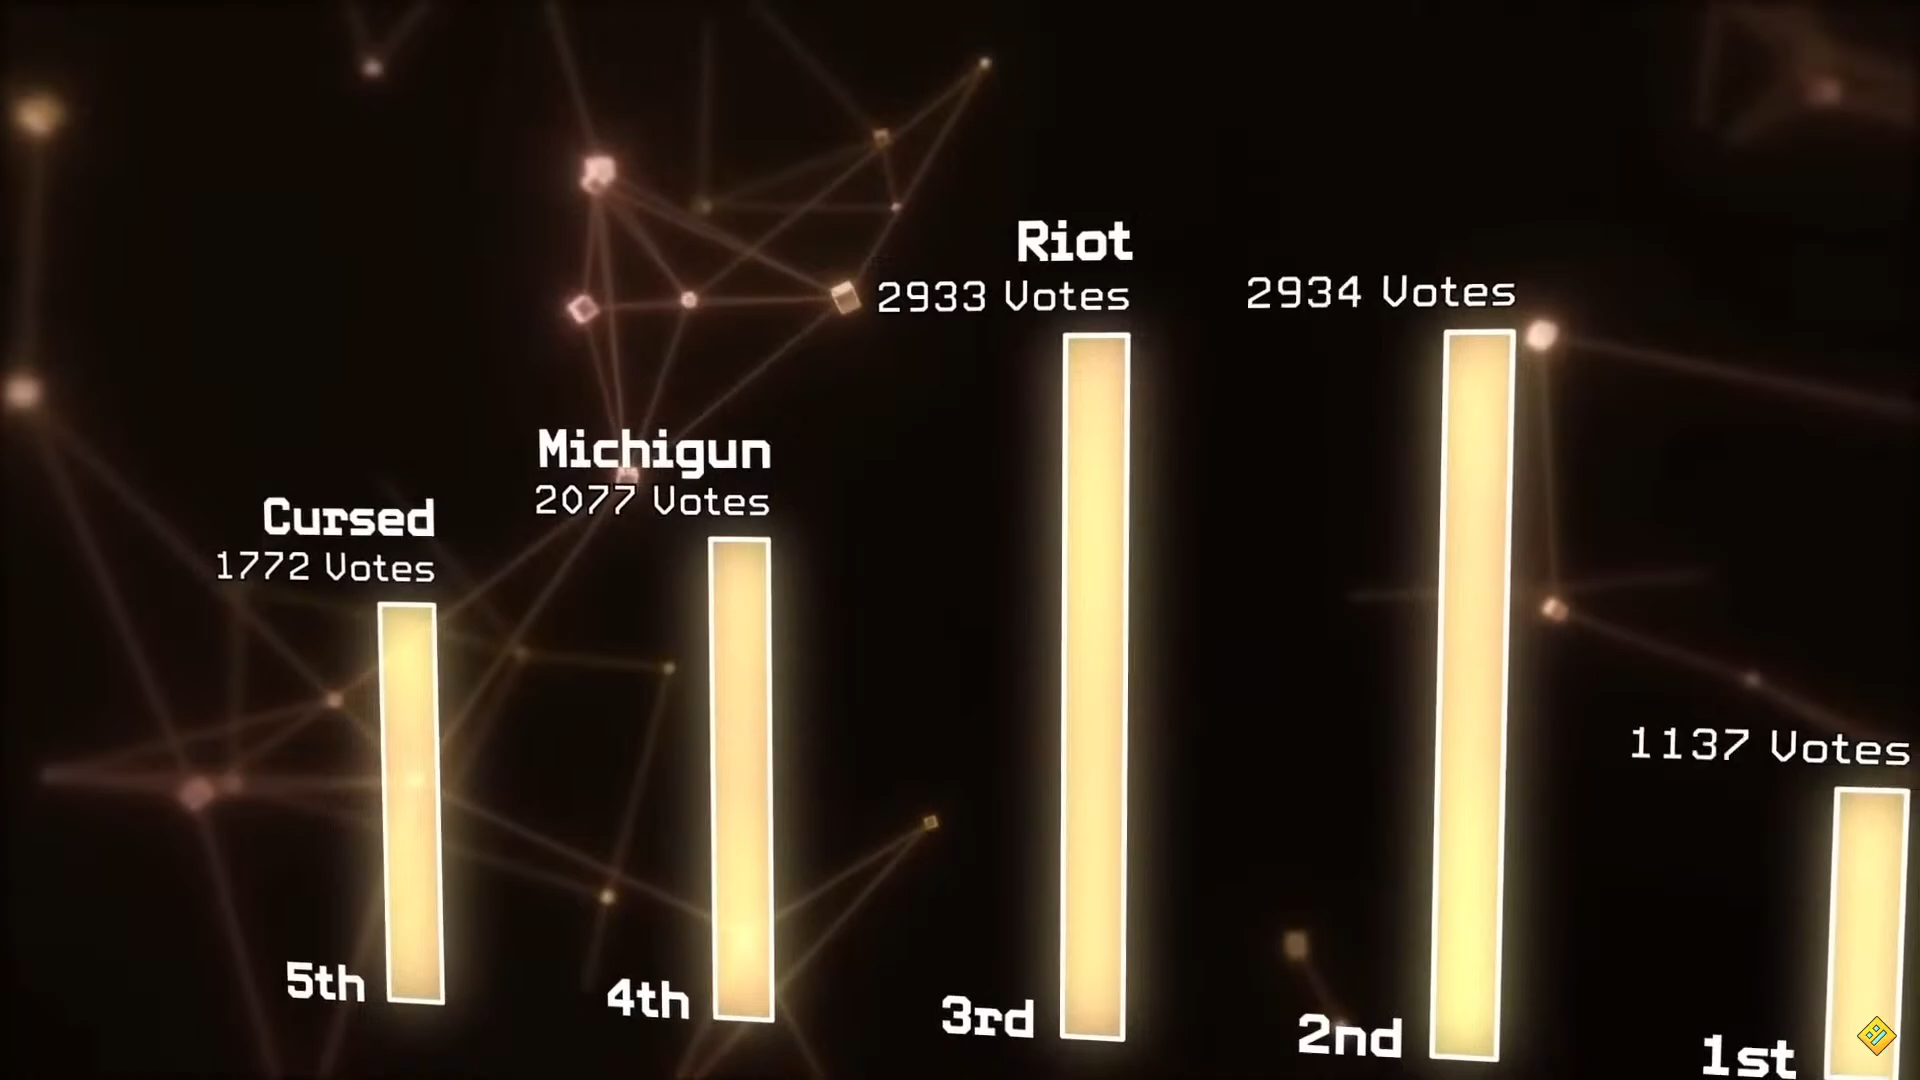 Cursed
1772 Votes
5th
Michigun
2077 Votes
4th
Riot
2933 Votes
3rd
2934 Votes
2nd
1137 Votes
1st